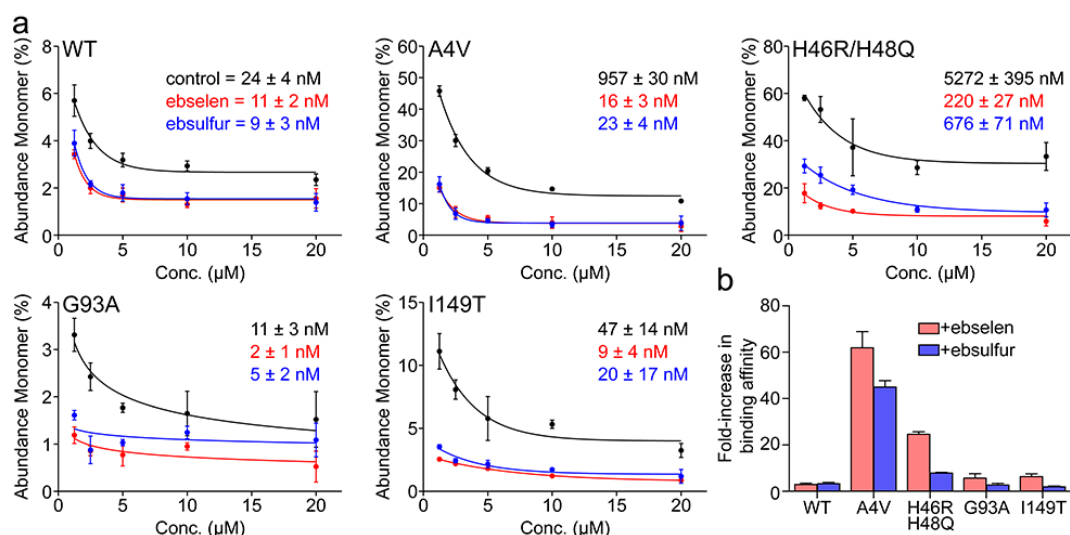 a
WT
control = 24 ± 4 nM
ebselen = 11 ± 2 nM
ebsulfur = 9 ± 3 nM
Abundance Monomer (%)
8
6
4
2
0
0 5 10 15 20
Conc. (µM)
A4V
957 ± 30 nM
16 ± 3 nM
23 ± 4 nM
Abundance Monomer (%)
60
50
40
30
20
10
0
0 5 10 15 20
Conc. (µM)
H46R/H48Q
5272 ± 395 nM
220 ± 27 nM
676 ± 71 nM
Abundance Monomer (%)
80
60
40
20
0
0 5 10 15 20
Conc. (µM)
G93A
11 ± 3 nM
2 ± 1 nM
5 ± 2 nM
Abundance Monomer (%)
4
3
2
1
0
0 5 10 15 20
Conc. (µM)
I149T
47 ± 14 nM
9 ± 4 nM
20 ± 17 nM
Abundance Monomer (%)
15
10
5
0
0 5 10 15 20
Conc. (µM)
b
+ebselen
+ebsulfur
Fold-increase in
binding affinity
80
60
40
20
0
WT A4V H46R G93A I149T
H48Q